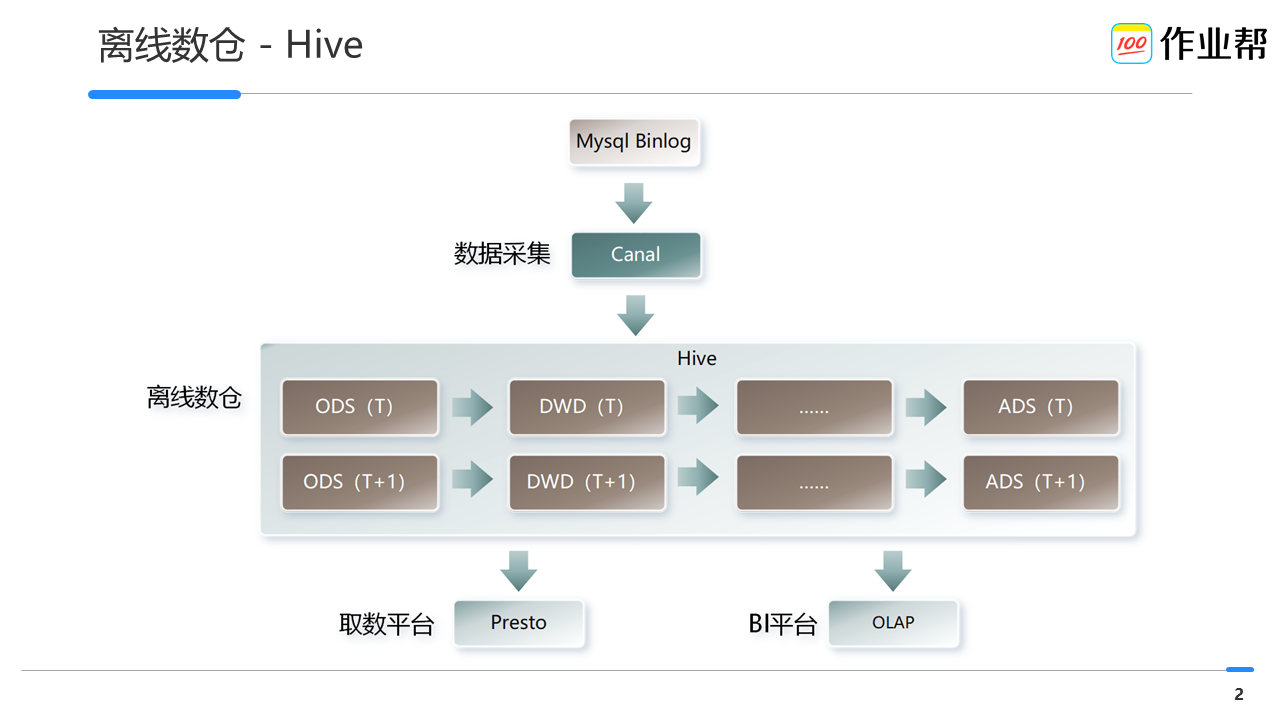 离线数仓 - Hive
100 作业帮
Mysql Binlog
数据采集
Canal
Hive
离线数仓
ODS（T）
DWD（T）
......
ADS（T）
ODS（T+1）
DWD（T+1）
......
ADS（T+1）
取数平台
Presto
BI平台
OLAP
2